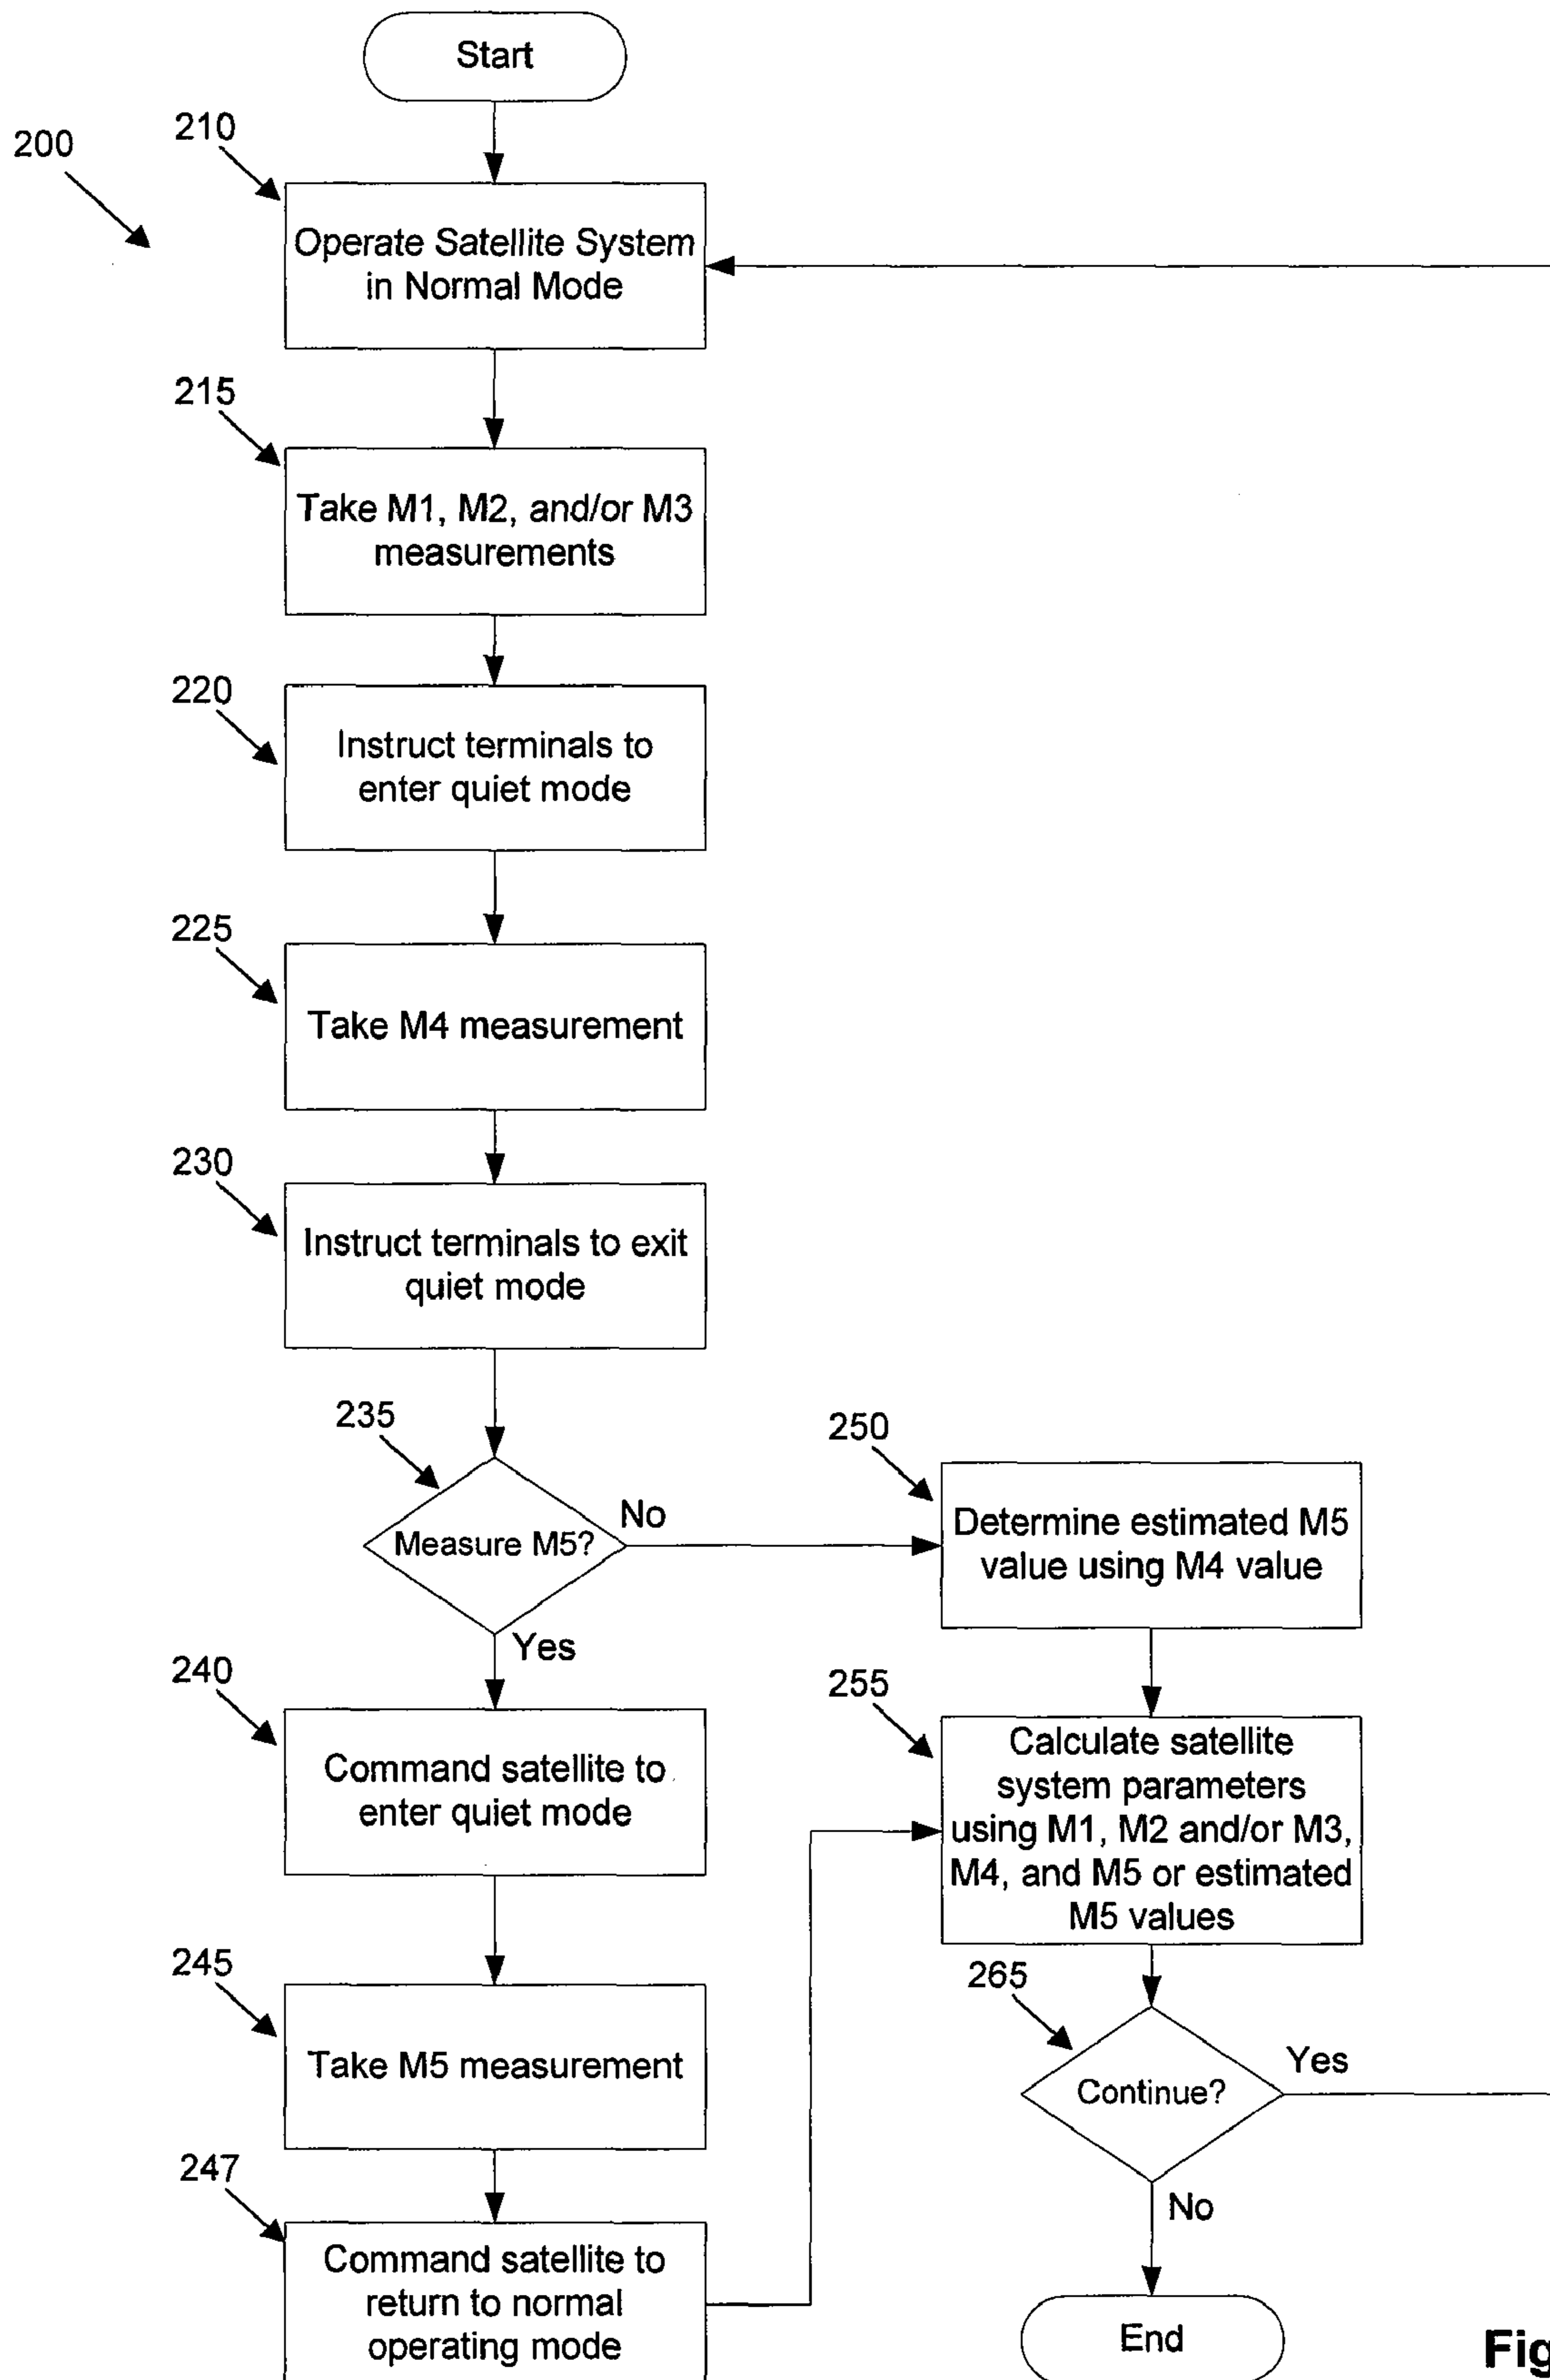 Start
200
210
Operate Satellite System
in Normal Mode
215
Take M1, M2, and/or M3
measurements
220
Instruct terminals to
enter quiet mode
225
Take M4 measurement
230
Instruct terminals to exit
quiet mode
235
Measure M5?
No
Yes
250
Determine estimated M5
value using M4 value
240
Command satellite to
enter quiet mode
255
Calculate satellite
system parameters
using M1, M2 and/or M3,
M4, and M5 or estimated
M5 values
245
Take M5 measurement
265
Continue?
Yes
No
247
Command satellite to
return to normal
operating mode
End
Fig